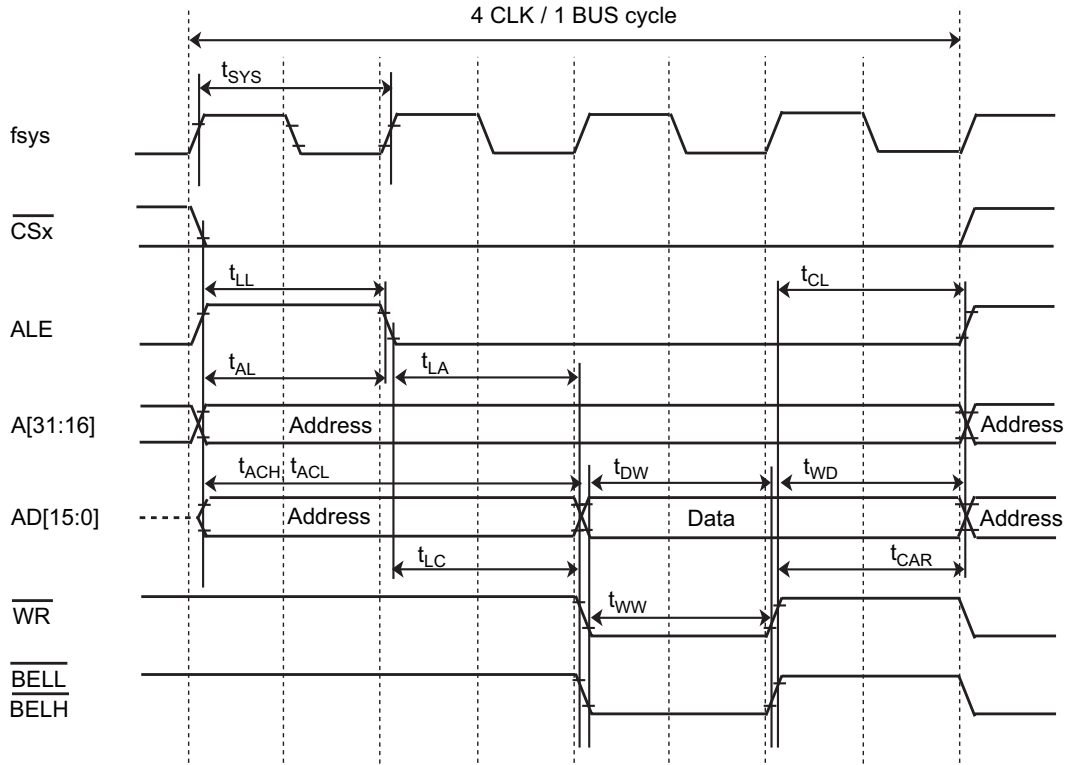 4 CLK / 1 BUS cycle
tSYS
fsys
CSx
tLL
tCL
ALE
tAL
tLA
A[31:16]
Address
Address
tACH tACL
tDW
tWD
AD[15:0]
Address
Data
Address
tLC
tCAR
WR
tWW
BELL
BELH